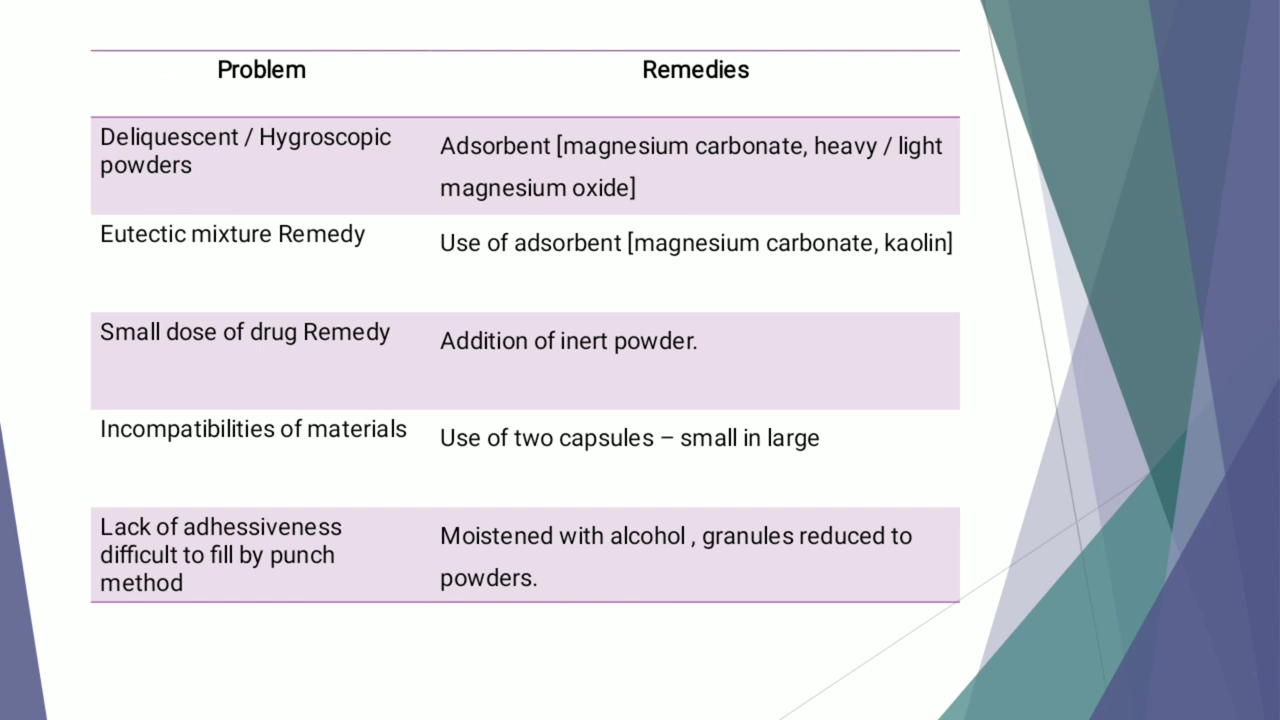 Problem
Remedies
Deliquescent / Hygroscopic
powders
Adsorbent [magnesium carbonate, heavy / light
magnesium oxide]
Eutectic mixture Remedy
Use of adsorbent [magnesium carbonate, kaolin]
Small dose of drug Remedy
Addition of inert powder.
Incompatibilities of materials
Use of two capsules – small in large
Lack of adhessiveness
difficult to fill by punch
method
Moistened with alcohol , granules reduced to
powders.